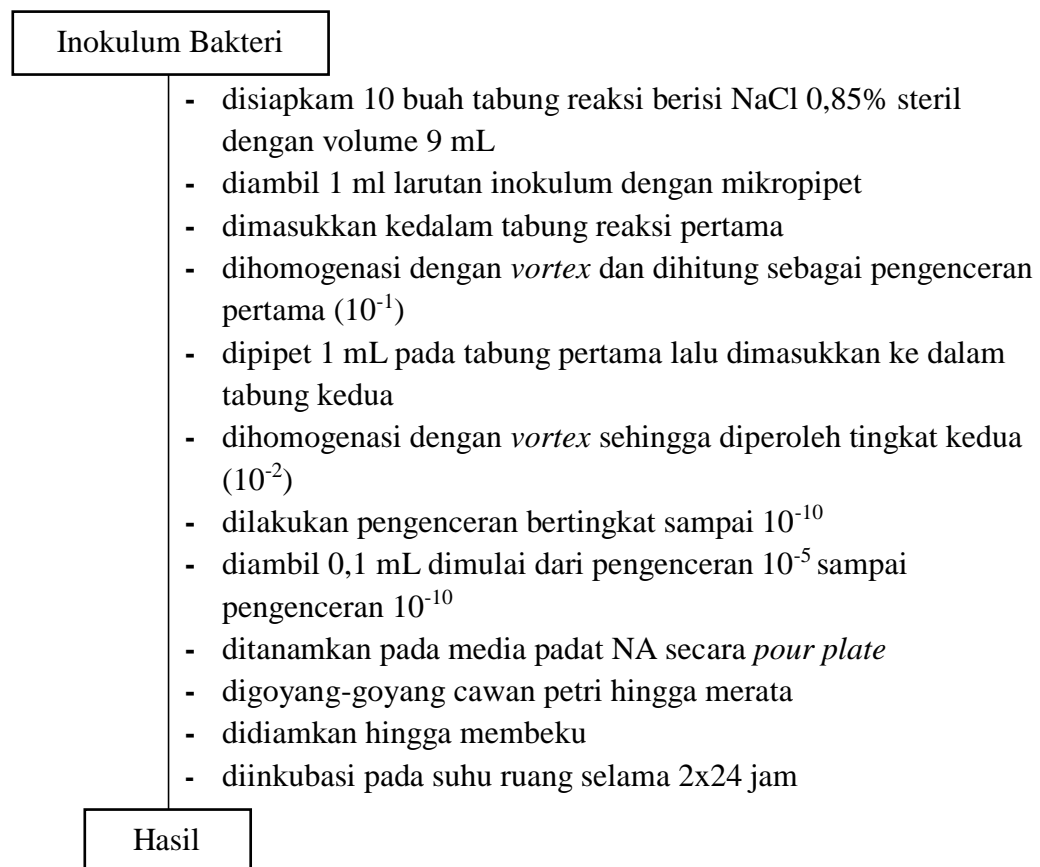 Inokulum Bakteri
- disiapkam 10 buah tabung reaksi berisi NaCl 0,85% steril
dengan volume 9 mL
- diambil 1 ml larutan inokulum dengan mikropipet
- dimasukkan kedalam tabung reaksi pertama
- dihomogenasi dengan vortex dan dihitung sebagai pengenceran
pertama (10⁻¹)
- dipipet 1 mL pada tabung pertama lalu dimasukkan ke dalam
tabung kedua
- dihomogenasi dengan vortex sehingga diperoleh tingkat kedua
(10⁻²)
- dilakukan pengenceran bertingkat sampai 10⁻¹⁰
- diambil 0,1 mL dimulai dari pengenceran 10⁻⁵ sampai
pengenceran 10⁻¹⁰
- ditanamkan pada media padat NA secara pour plate
- digoyang-goyang cawan petri hingga merata
- didiamkan hingga membeku
- diinkubasi pada suhu ruang selama 2x24 jam
Hasil